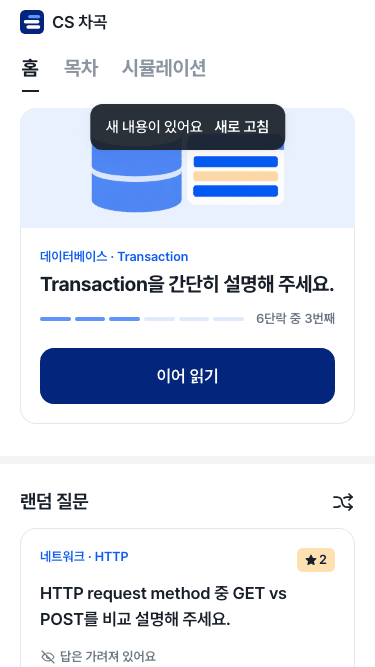 CS 차곡
홈 목차 시뮬레이션
새 내용이 있어요 새로 고침
데이터베이스 · Transaction
Transaction을 간단히 설명해 주세요.
6단락 중 3번째
이어 읽기
랜덤 질문
네트워크 · HTTP
★ 2
HTTP request method 중 GET vs
POST를 비교 설명해 주세요.
답은 가려져 있어요